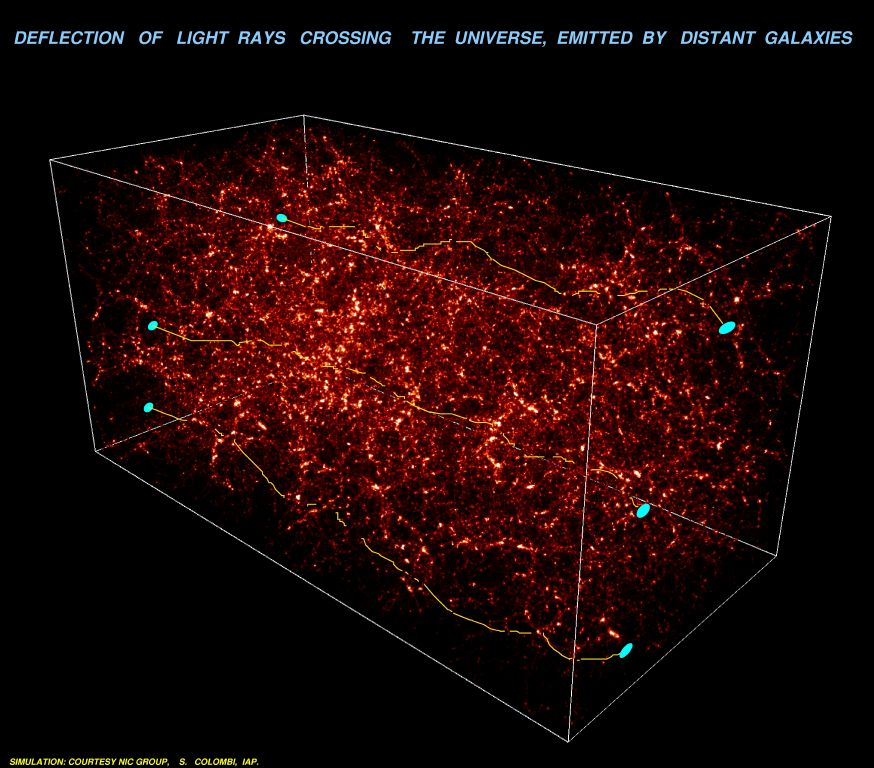 DEFLECTION OF LIGHT RAYS CROSSING THE UNIVERSE, EMITTED BY DISTANT GALAXIES
SIMULATION: COURTESY NIC GROUP, S. COLOMBI, IAP.